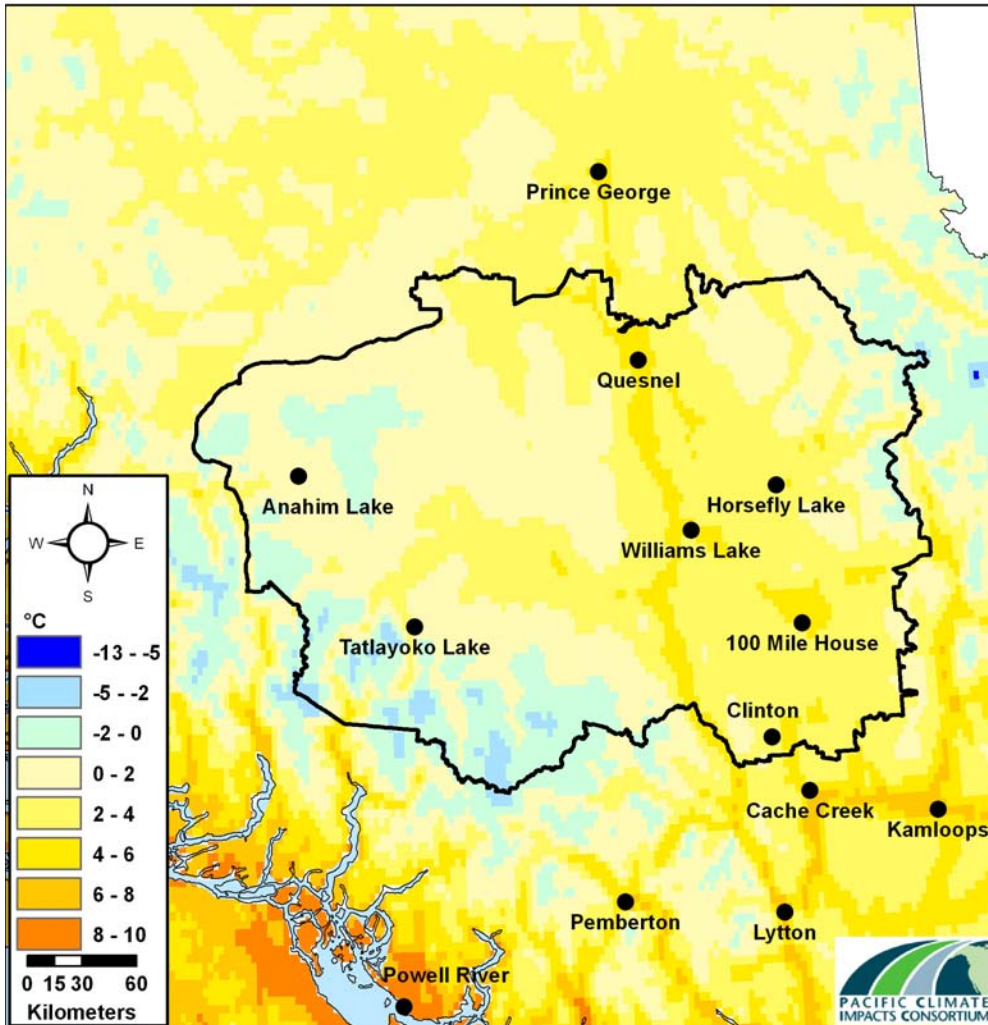 Prince George
Quesnel
Anahim Lake
Horsefly Lake
Williams Lake
Tatlayoko Lake
100 Mile House
Clinton
Cache Creek
Kamloops
Pemberton
Lytton
Powell River
N
W E
S
°C
-13 - -5
-5 - -2
-2 - 0
0 - 2
2 - 4
4 - 6
6 - 8
8 - 10
0 15 30 60
Kilometers
PACIFIC CLIMATE
IMPACTS CONSORTIUM